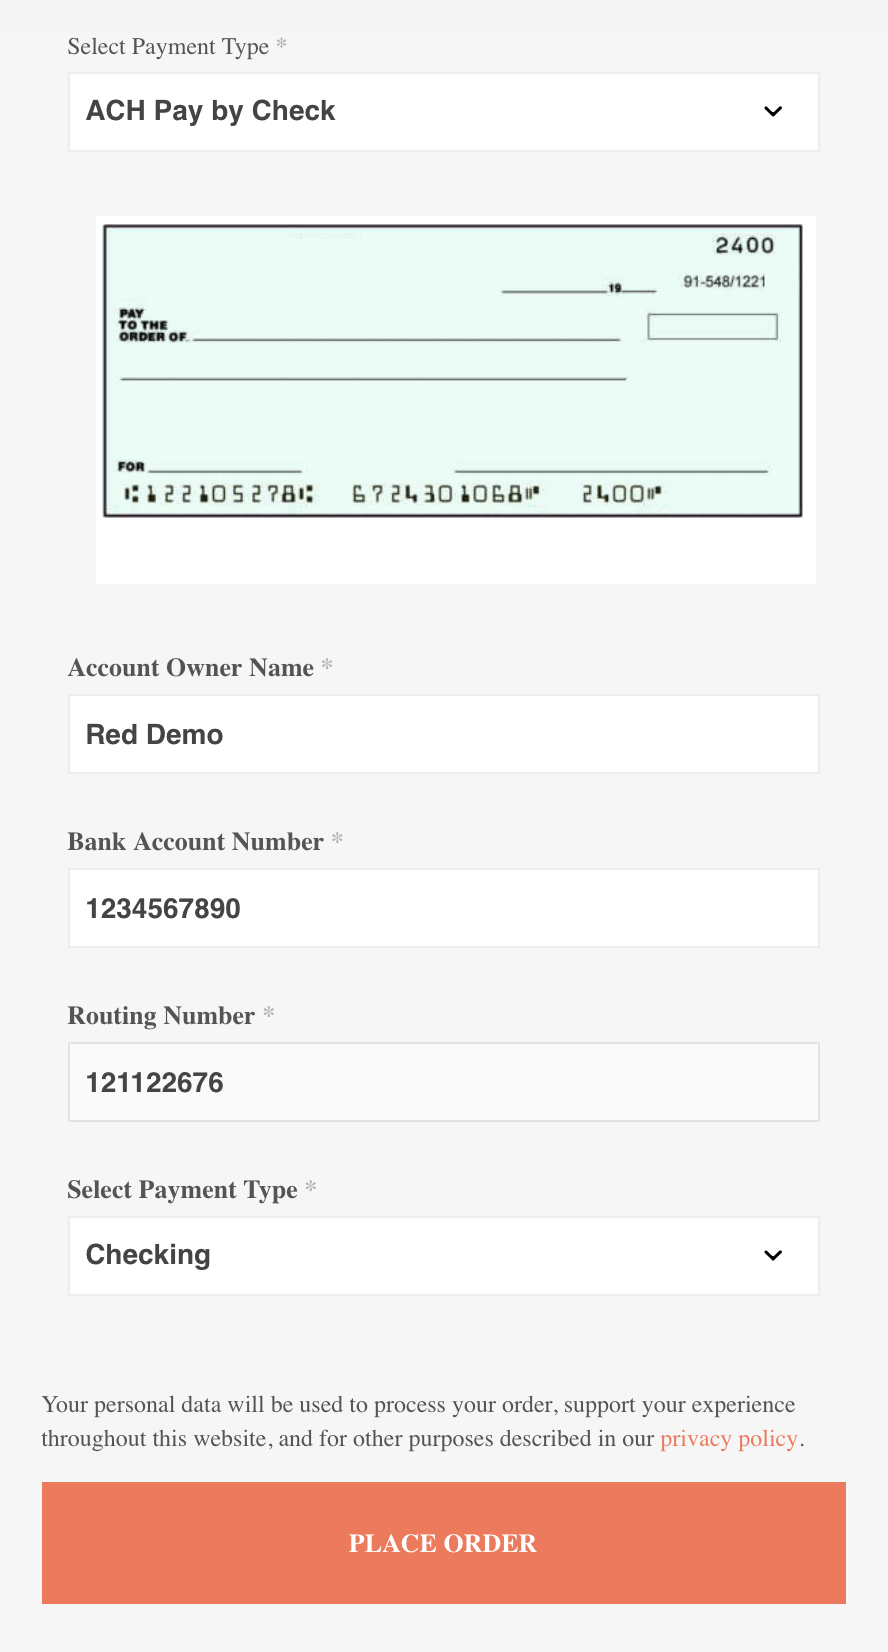 Select Payment Type *
ACH Pay by Check
2400
19 91-548/1221
PAY
TO THE
ORDER OF
FOR
⑆122105278⑆ 6724301068⑈ 2400⑈
Account Owner Name *
Red Demo
Bank Account Number *
1234567890
Routing Number *
121122676
Select Payment Type *
Checking
Your personal data will be used to process your order, support your experience
throughout this website, and for other purposes described in our privacy policy.
PLACE ORDER